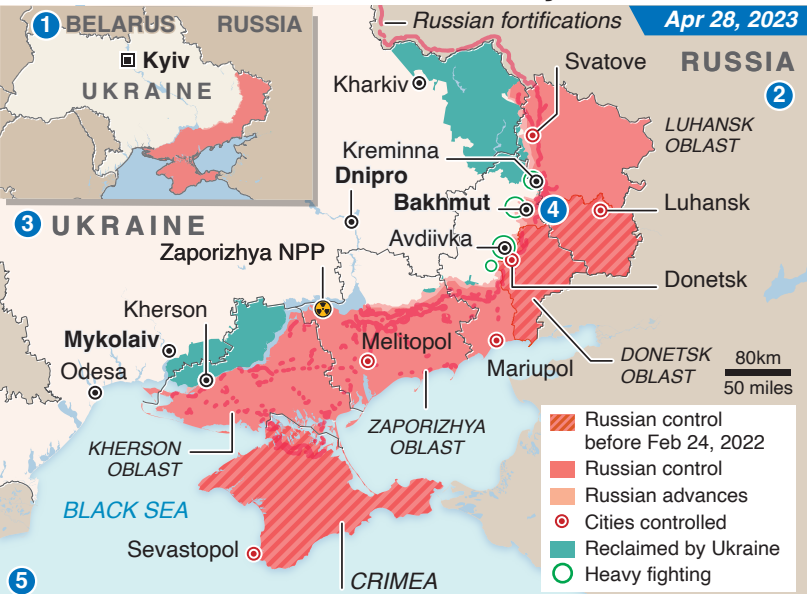 Russian fortifications
Apr 28, 2023
1
BELARUS
RUSSIA
Kyiv
UKRAINE
Svatove
RUSSIA
2
Kharkiv
LUHANSK
OBLAST
Kreminna
Dnipro
Bakhmut
4
Luhansk
3
UKRAINE
Avdiivka
Zaporizhya NPP
Donetsk
Kherson
Mykolaiv
Melitopol
Mariupol
DONETSK
OBLAST
80km
50 miles
Odesa
KHERSON
OBLAST
ZAPORIZHYA
OBLAST
BLACK SEA
Sevastopol
CRIMEA
5
Russian control
before Feb 24, 2022
Russian control
Russian advances
Cities controlled
Reclaimed by Ukraine
Heavy fighting